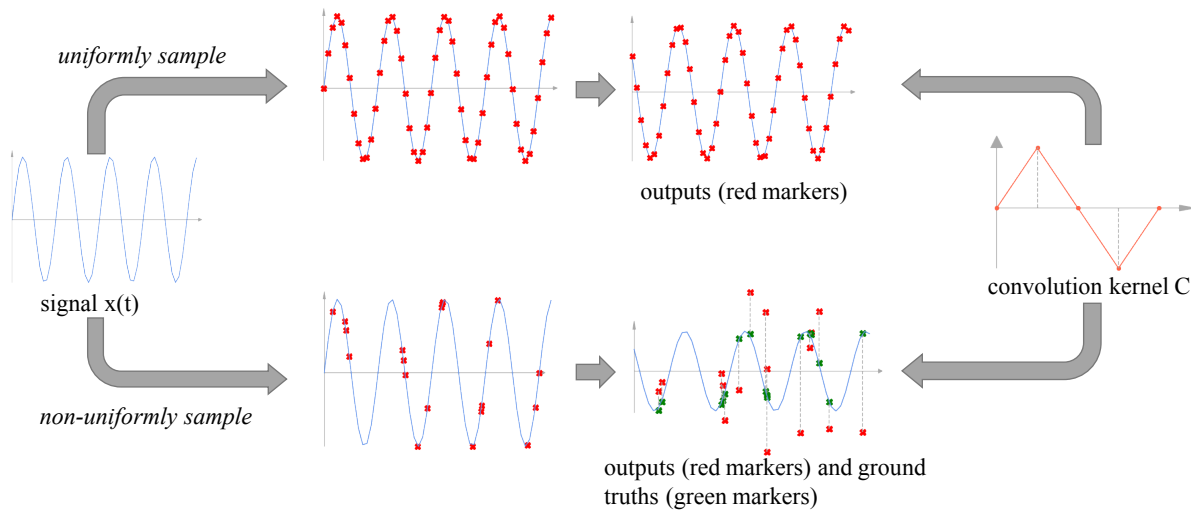 uniformly sample
outputs (red markers)
signal x(t)
convolution kernel C
non-uniformly sample
outputs (red markers) and ground
truths (green markers)